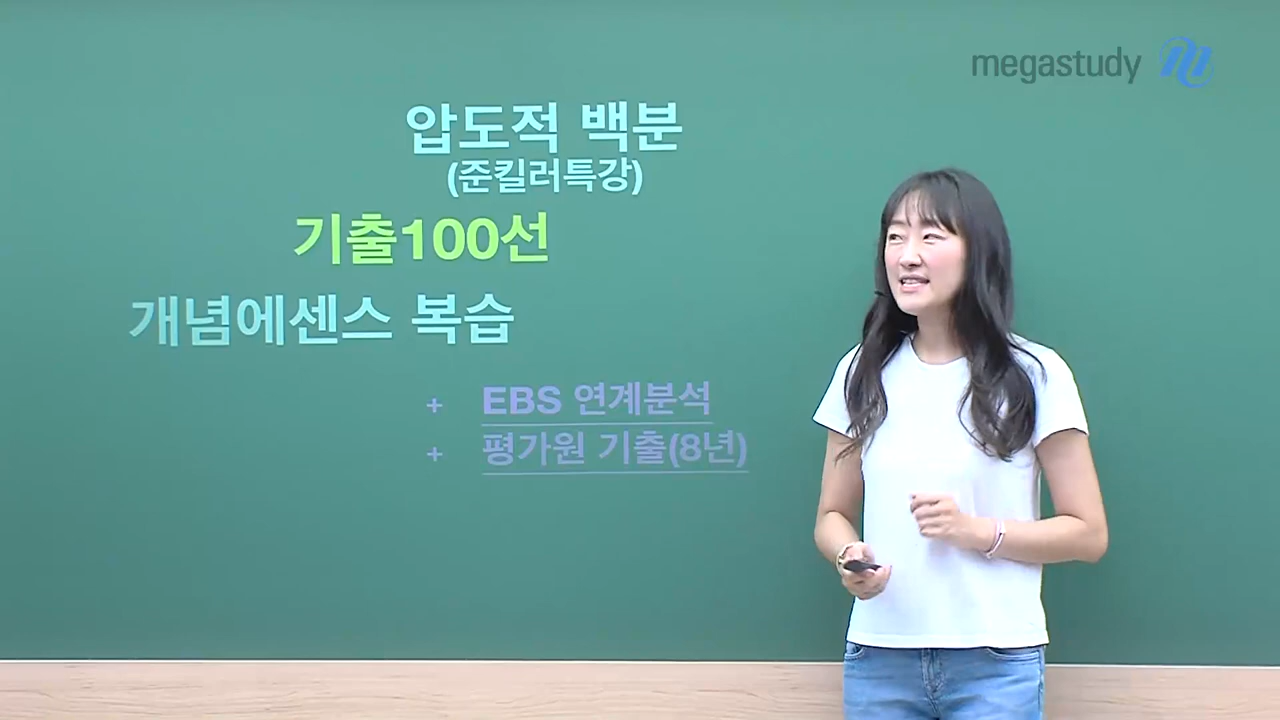 megastudy
압도적 백분
(준킬러특강)
기출100선
개념에센스 복습
+ EBS 연계분석
+ 평가원 기출(8년)